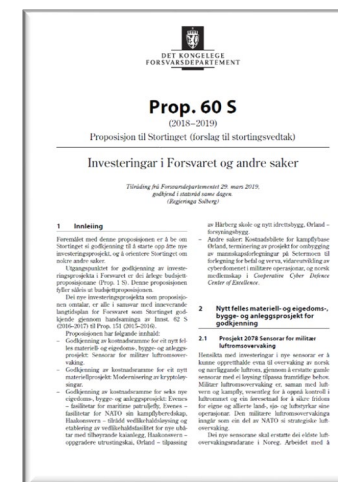 DET KONGELEGE
FORSVARSDEPARTEMENT
Prop. 60 S
(2018–2019)
Proposisjon til Stortinget (forslag til stortingsvedtak)
Investeringar i Forsvaret og andre saker
Tilråding frå Forsvarsdepartementet 29. mars 2019,
godkjend i statsråd same dagen.
(Regjeringa Solberg)
1 Innleiing
Føremålet med denne proposisjonen er å be om
Stortinget si godkjenning til å starte opp åtte nye
investeringsprosjekt, og å orientere Stortinget om
nokre andre saker.
Utgangspunktet for godkjenning av investe-
ringsprosjekta i Forsvaret er dei årlege budsjett-
proposisjonane (Prop. 1 S). Denne proposisjonen
fyller såleis ut budsjettproposisjonen.
Dei nye investeringsprosjekta som proposisjo-
nen omtalar, er alle i samsvar med inneverande
langtidsplan for Forsvaret som Stortinget god-
kjende gjennom handsaminga av Innst. 62 S
(2016–2017) til Prop. 151 (2015–2016).
Proposisjonen har følgande innhald:
– Godkjenning av kostnadsramme for eit nytt fel-
les materiell- og eigedoms-, bygge- og anleggs-
prosjekt: Sensorar for militær luftromsover-
vaking.
– Godkjenning av kostnadsramme for eit nytt
materiellprosjekt: Modernisering av kryptoløy-
singar.
– Godkjenning av kostnadsramme for seks nye
eigedoms-, bygge- og anleggsprosjekt: Evenes
– fasilitetar for maritime patruljefly, Evenes –
fasilitetar for NATO sin kampflyberedskap,
Haakonsvern – tilråd vedlikehaldsløysing og
etablering av vedlikehaldsfasilitet for nye ubå-
tar med tilhøyrande kaianlegg, Haakonsvern –
oppgradere utrustingskai, Ørland – tilpassing
av Hårberg skole og nytt idrettsbygg, Ørland –
forsyningsbygg.
– Andre saker: Kostnadsbilete for kampflybase
Ørland, terminering av prosjekt for ombygging
av mannskapsforlegningar på Setermoen til
forlegning for befal og verva, vidareutvikling av
cyberdomenet i militære operasjonar, og norsk
medlemskap i Cooperative Cyber Defence
Center of Excellence.
2 Nytt felles materiell- og eigedoms-,
bygge- og anleggsprosjekt for
godkjenning
2.1 Prosjekt 2078 Sensorar for militær
luftromsovervaking
Hensikta med investeringar i nye sensorar er å
kunne oppretthalde evna til overvaking av norsk
og nærliggande luftrom, gjennom å erstatte gamle
sensorar med ei løysing tilpassa framtidige behov.
Militær luftromsovervaking er, saman med luft-
vern og kampfly, vesentleg for å oppnå kontroll i
luftrommet og ein føresetnad for å sikre fridom
for eigne og allierte land-, sjø- og luftstyrkar sine
operasjonar. Den militære luftromsovervakinga
inngår som ein del av NATO si strategiske luft-
overvaking.
Dei nye sensorane skal erstatte dei eldste luft-
overvakingsradarane i Noreg. Arbeidet med å